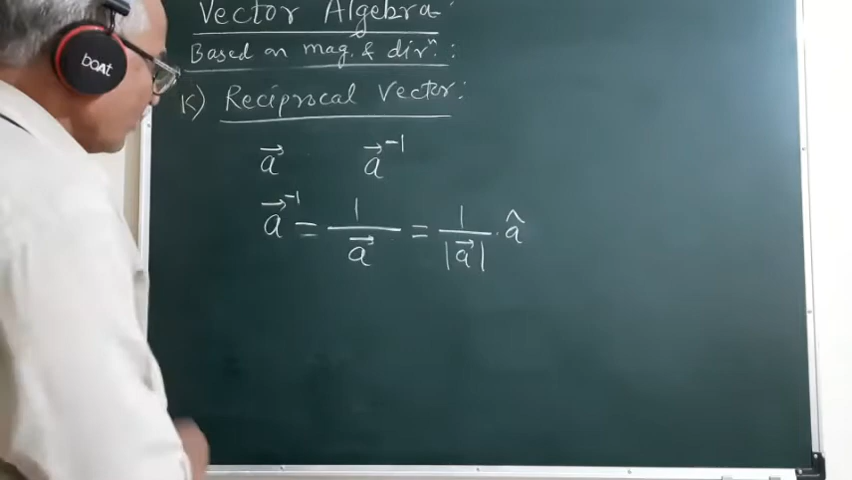 boAt
Vector Algebra:
Based on mag. & dirⁿ:
K) Reciprocal Vector:
a⃗ a⃗⁻¹
a⃗⁻¹ = 1/a⃗ = 1/|a⃗| · â